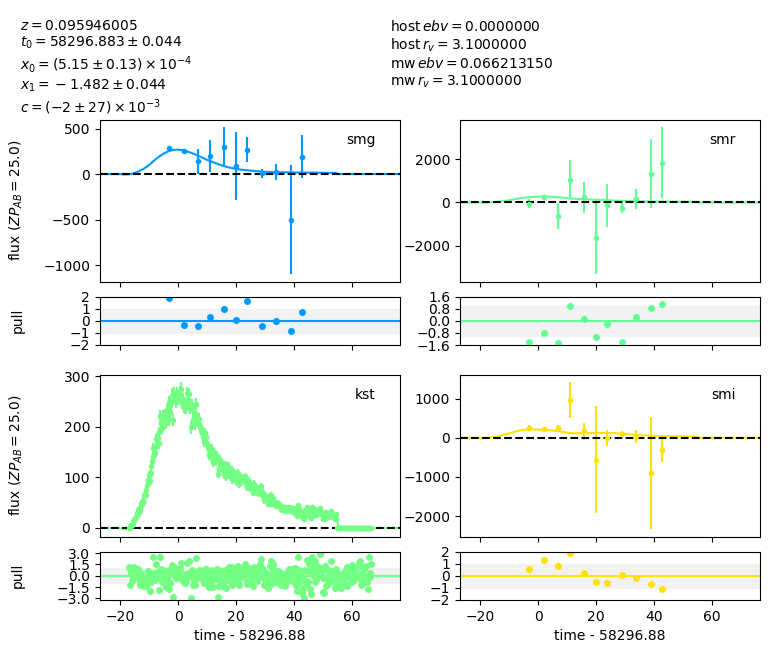 z = 0.095946005
t₀ = 58296.883 ± 0.044
x₀ = (5.15 ± 0.13) × 10⁻⁴
x₁ = −1.482 ± 0.044
c = (−2 ± 27) × 10⁻³
host ebv = 0.0000000
host r_v = 3.1000000
mw ebv = 0.066213150
mw r_v = 3.1000000
flux (ZP_AB = 25.0)
500
0
−500
−1000
smg
2000
0
−2000
smr
pull
2
1
0
−1
−2
1.6
0.8
0.0
−0.8
−1.6
flux (ZP_AB = 25.0)
300
200
100
0
kst
1000
0
−1000
−2000
smi
pull
3.0
1.5
0.0
−1.5
−3.0
2
1
0
−1
−2
−20 0 20 40 60
−20 0 20 40 60
time - 58296.88
time - 58296.88